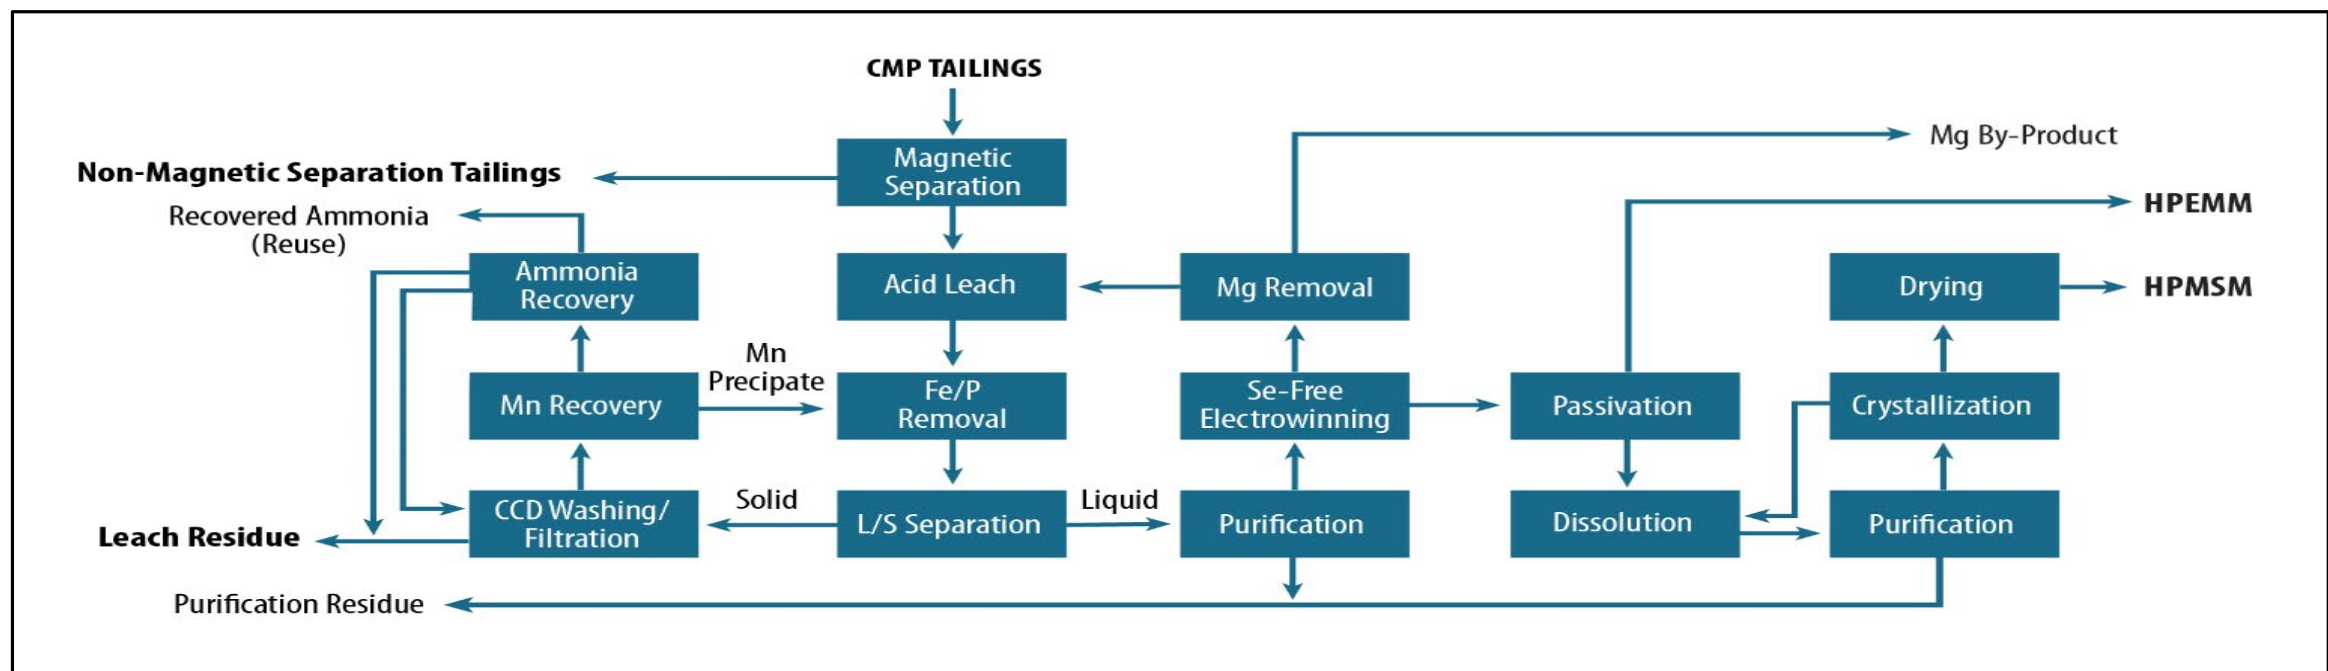 CMP TAILINGS
Mg By-Product
Magnetic
Separation
Non-Magnetic Separation Tailings
HPEMM
Recovered Ammonia
(Reuse)
Ammonia
Recovery
Acid Leach
Mg Removal
Drying
HPMSM
Mn
Precipate
Mn Recovery
Fe/P
Removal
Se-Free
Electrowinning
Passivation
Crystallization
Solid
Liquid
CCD Washing/
Filtration
L/S Separation
Purification
Dissolution
Purification
Leach Residue
Purification Residue